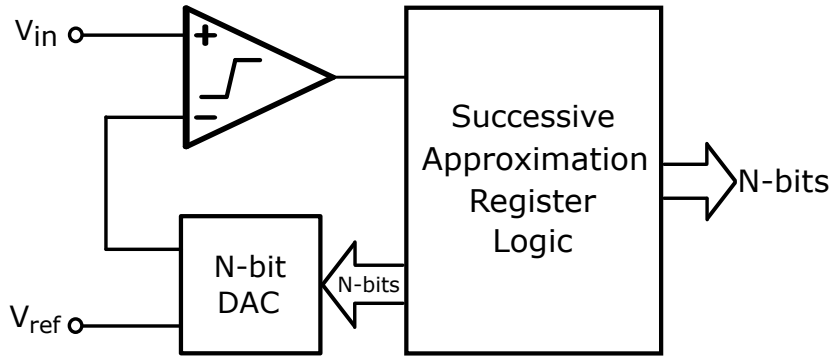 Vin
+
−
Successive
Approximation
Register
Logic
N-bits
N-bit
DAC
N-bits
Vref